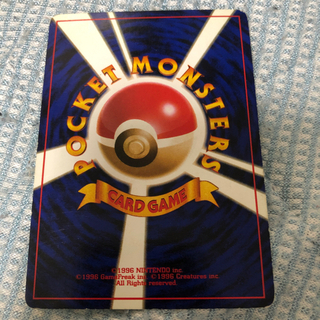 POCKET MONSTERS
CARD GAME
©1996 NINTENDO inc.
©1996 GameFreak inc. ©1996 Creatures inc.
All Rights reserved.